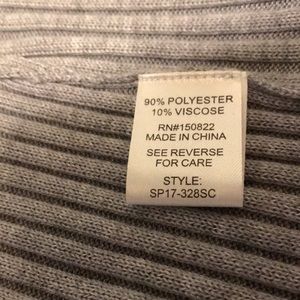 90% POLYESTER
10% VISCOSE
RN#150822
MADE IN CHINA
SEE REVERSE
FOR CARE
STYLE:
SP17-328SC